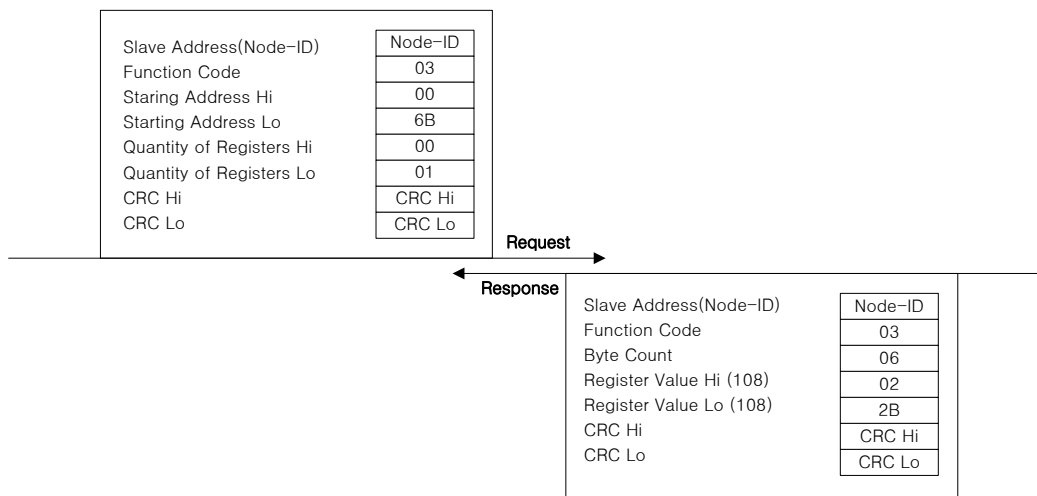 Slave Address(Node-ID) Node-ID
Function Code 03
Staring Address Hi 00
Starting Address Lo 6B
Quantity of Registers Hi 00
Quantity of Registers Lo 01
CRC Hi CRC Hi
CRC Lo CRC Lo
Request
Response
Slave Address(Node-ID) Node-ID
Function Code 03
Byte Count 06
Register Value Hi (108) 02
Register Value Lo (108) 2B
CRC Hi CRC Hi
CRC Lo CRC Lo